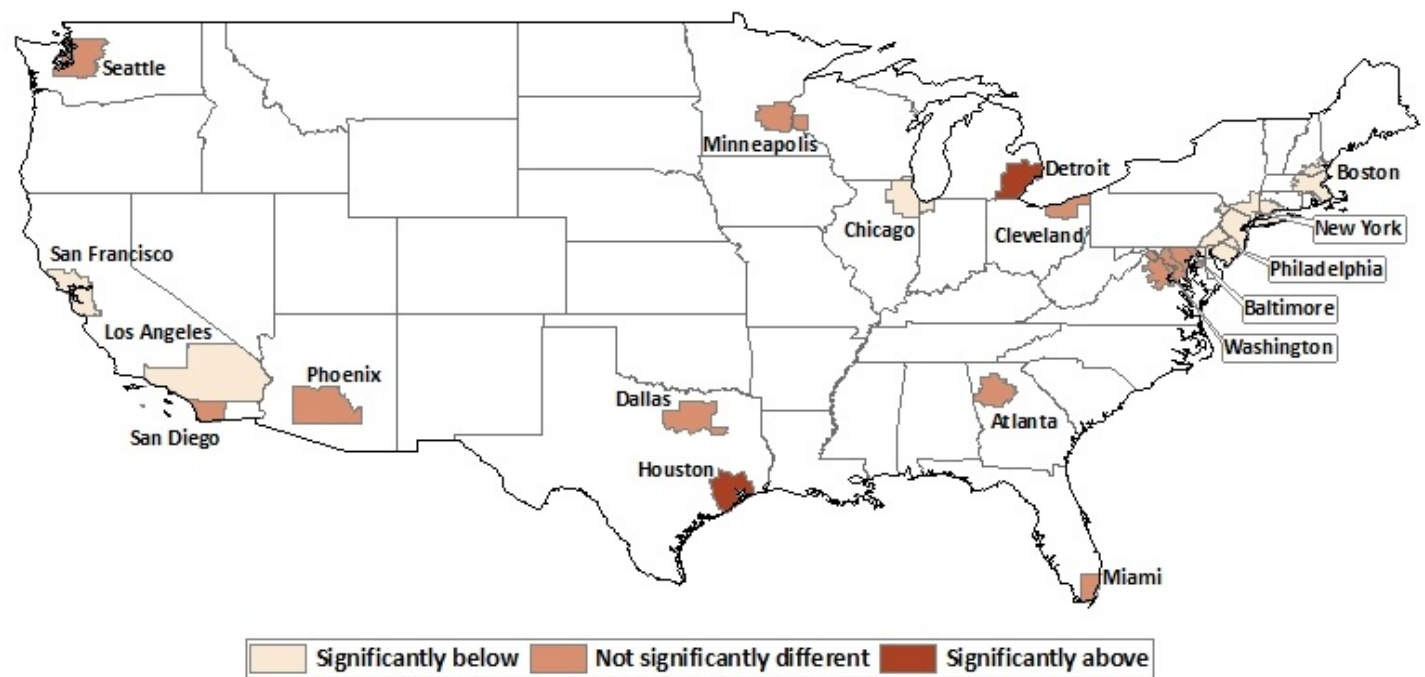 Seattle
Minneapolis
Detroit
Boston
Chicago
Cleveland
New York
San Francisco
Philadelphia
Baltimore
Los Angeles
Washington
Phoenix
Dallas
Atlanta
San Diego
Houston
Miami
Significantly below
Not significantly different
Significantly above